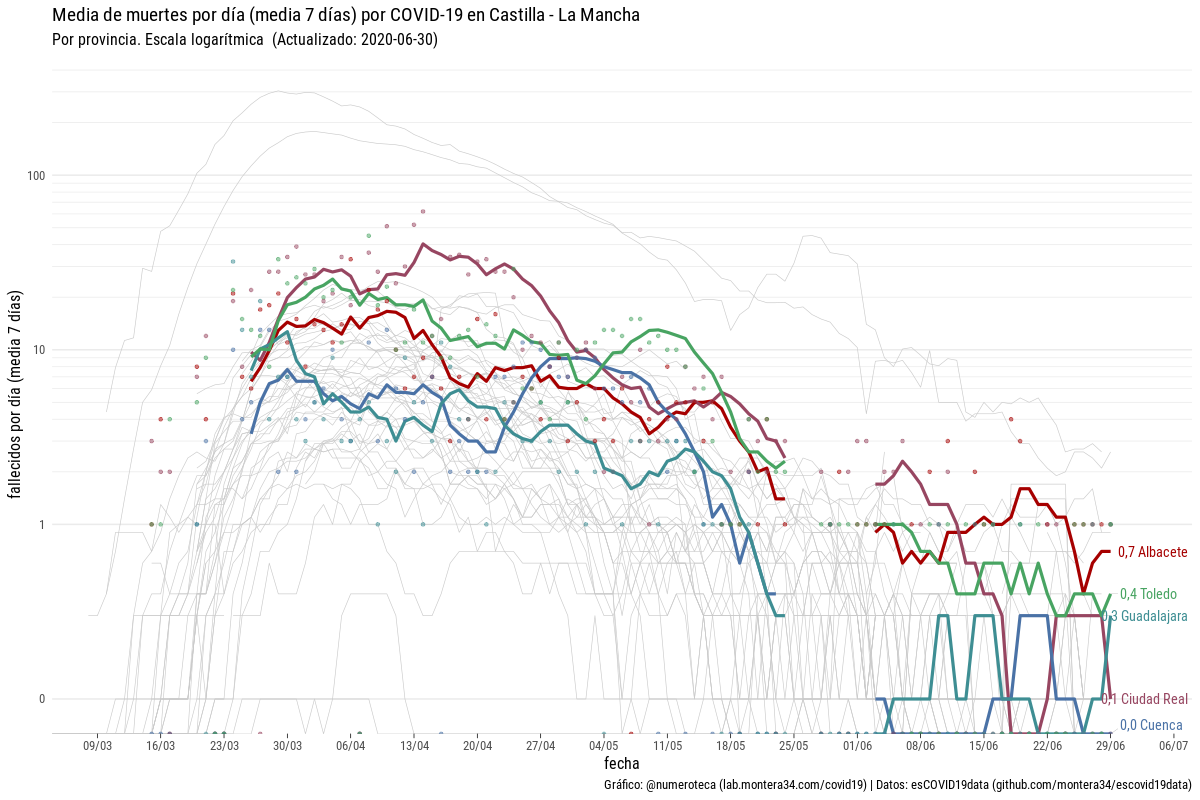 Media de muertes por día (media 7 días) por COVID-19 en Castilla - La Mancha
Por provincia. Escala logarítmica (Actualizado: 2020-06-30)
fallecidos por día (media 7 días)
100
10
1
0
0,7 Albacete
0,4 Toledo
0,3 Guadalajara
0,1 Ciudad Real
0,0 Cuenca
09/03 16/03 23/03 30/03 06/04 13/04 20/04 27/04 04/05 11/05 18/05 25/05 01/06 08/06 15/06 22/06 29/06 06/07
fecha
Gráfico: @numeroteca (lab.montera34.com/covid19) | Datos: esCOVID19data (github.com/montera34/escovid19data)